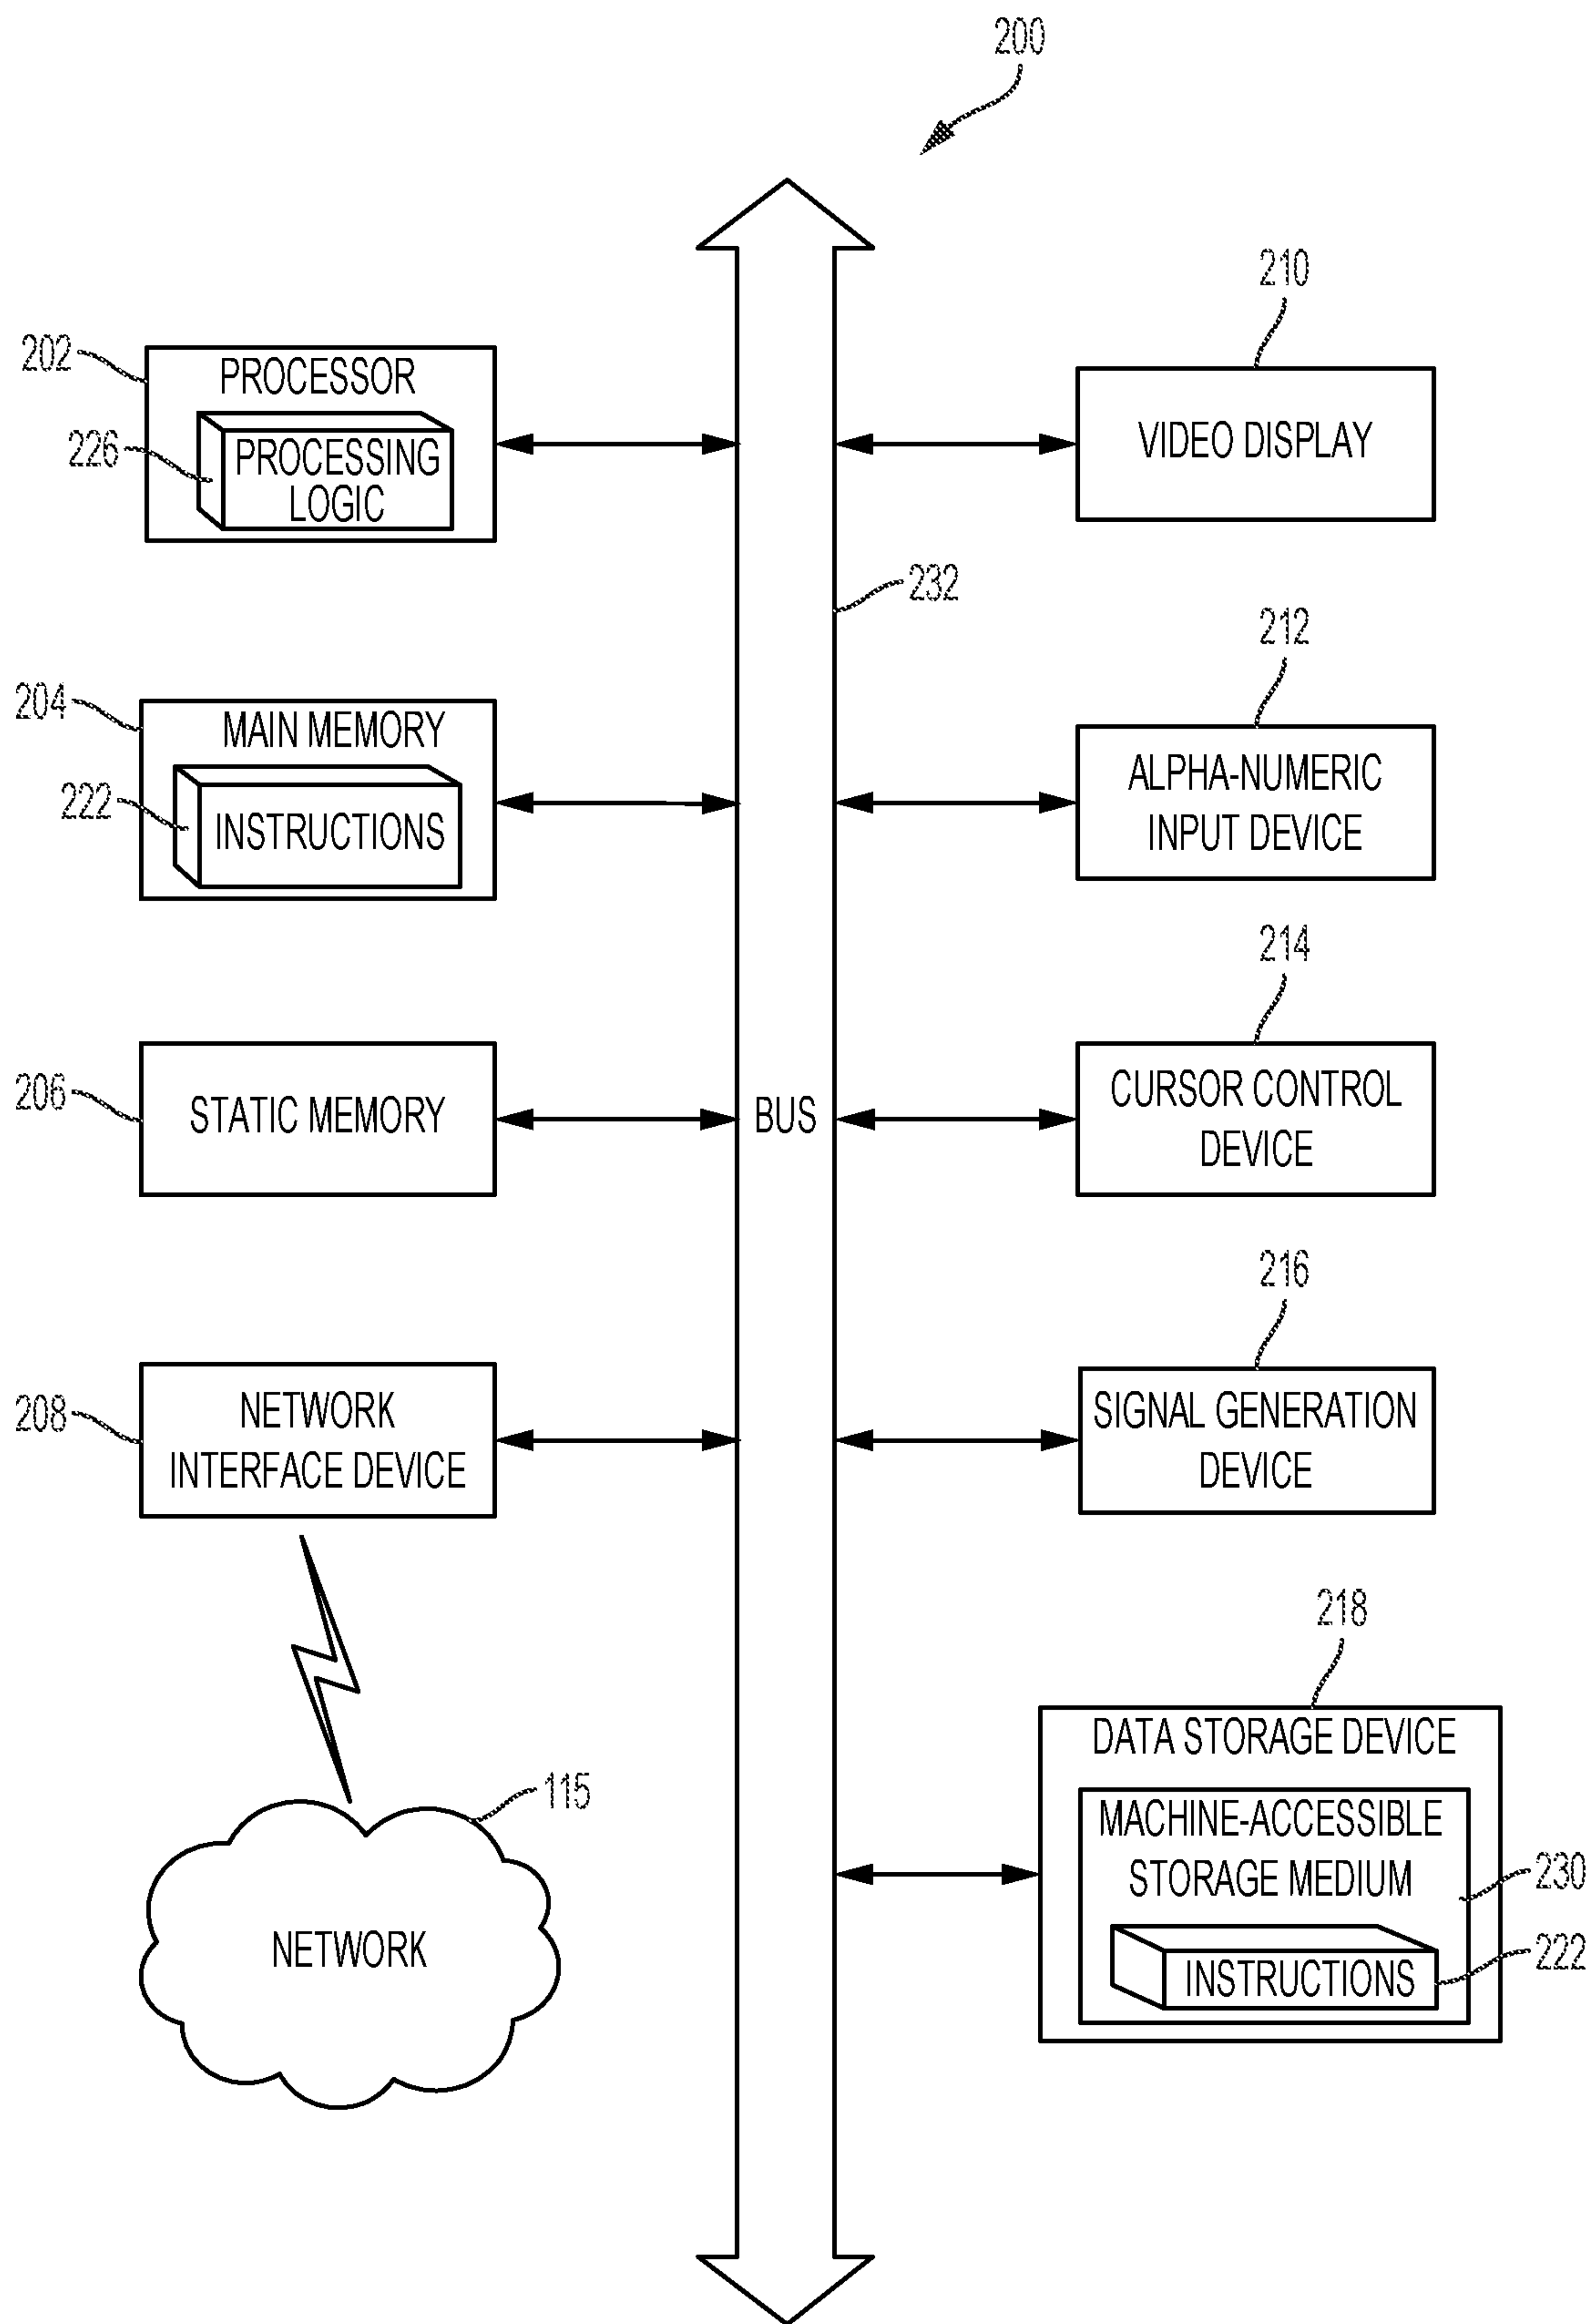 200
210
202
PROCESSOR
226
PROCESSING
LOGIC
VIDEO DISPLAY
232
212
204
MAIN MEMORY
222
INSTRUCTIONS
ALPHA-NUMERIC
INPUT DEVICE
214
206
STATIC MEMORY
BUS
CURSOR CONTROL
DEVICE
216
208
NETWORK
INTERFACE DEVICE
SIGNAL GENERATION
DEVICE
218
DATA STORAGE DEVICE
115
MACHINE-ACCESSIBLE
STORAGE MEDIUM
230
NETWORK
INSTRUCTIONS
222